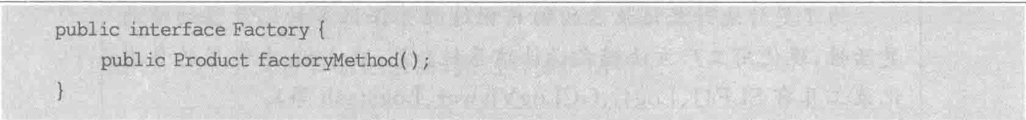 public interface Factory {
public Product factoryMethod();
}